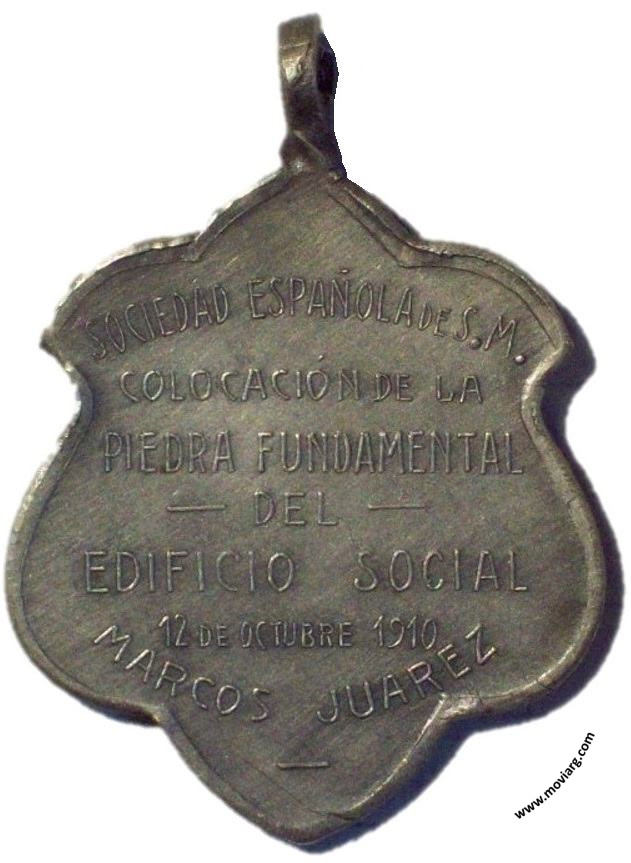 SOCIEDAD ESPAÑOLA DE S.M.
COLOCACIÓN DE LA
PIEDRA FUNDAMENTAL
— DEL —
EDIFICIO SOCIAL
12 DE OCTUBRE 1910
MARCOS JUAREZ
www.moviarg.com